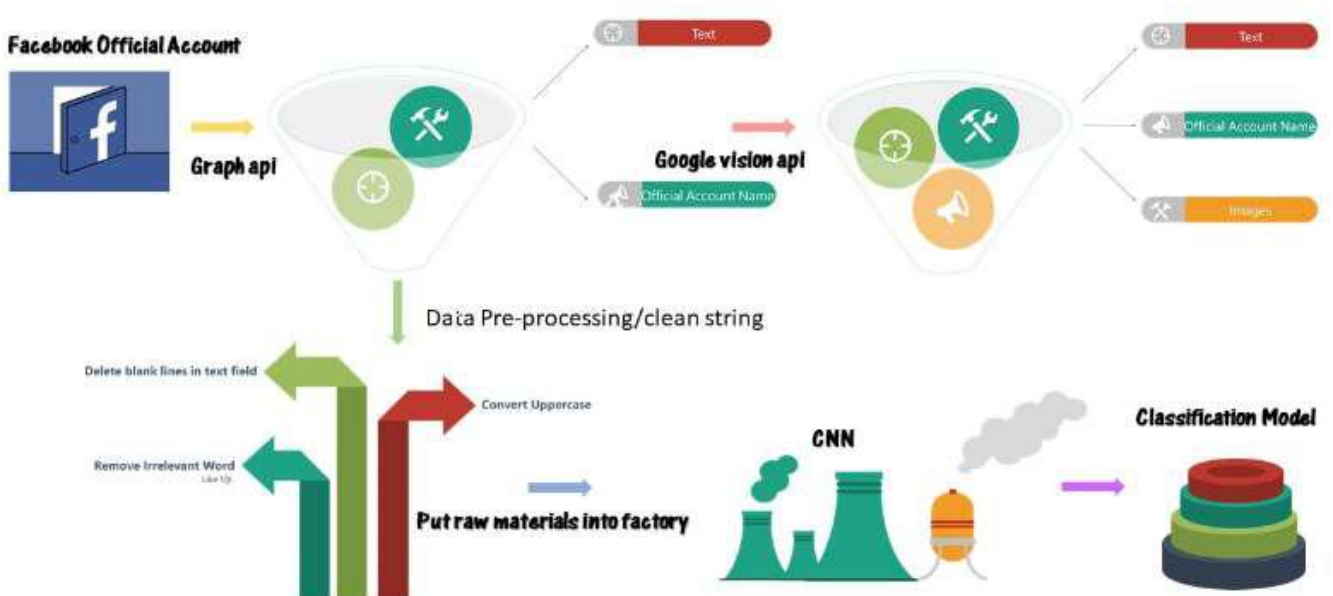 Facebook Official Account
f
Graph api
Text
Official Account Name
Google vision api
Text
Official Account Name
Images
Data Pre-processing/clean string
Delete blank lines in text field
Convert Uppercase
Remove Irrelevant Word
Put raw materials into factory
CNN
Classification Model